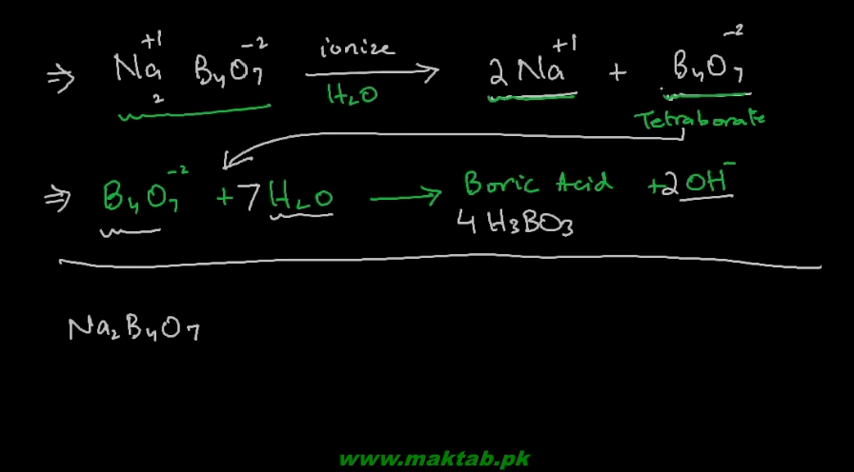 ⇒ Na₂⁺¹ B₄O₇⁻² ionize → H₂O 2Na⁺¹ + B₄O₇⁻²
Tetraborate
⇒ B₄O₇⁻² + 7H₂O → Boric Acid + 2OH⁻
4H₃BO₃
Na₂B₄O₇
www.maktab.pk